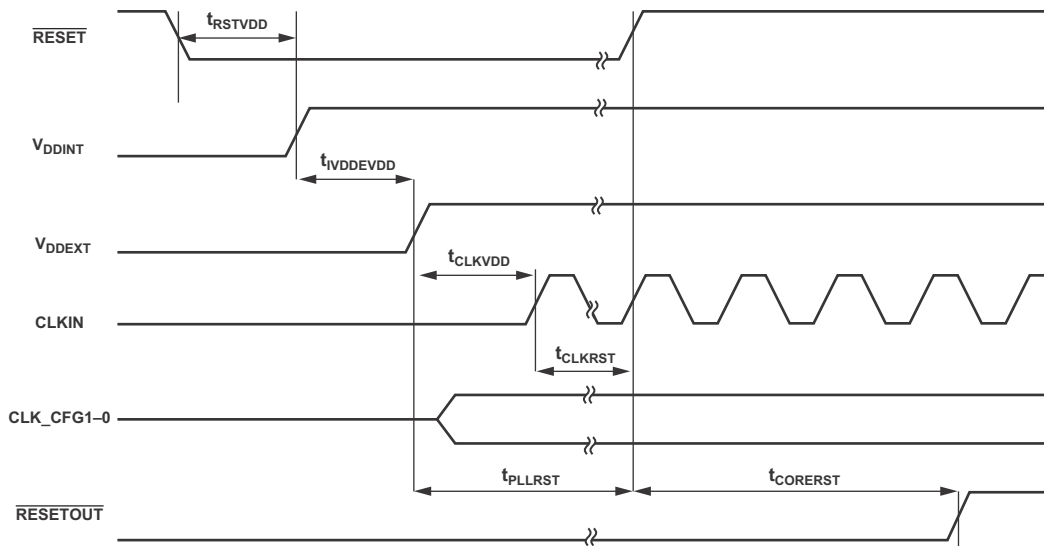 tRSTVDD
RESET
VDDINT
tIVDDEVDD
VDDEXT
tCLKVDD
CLKIN
tCLKRST
CLK_CFG1–0
tPLLRST
tCORERST
RESETOUT